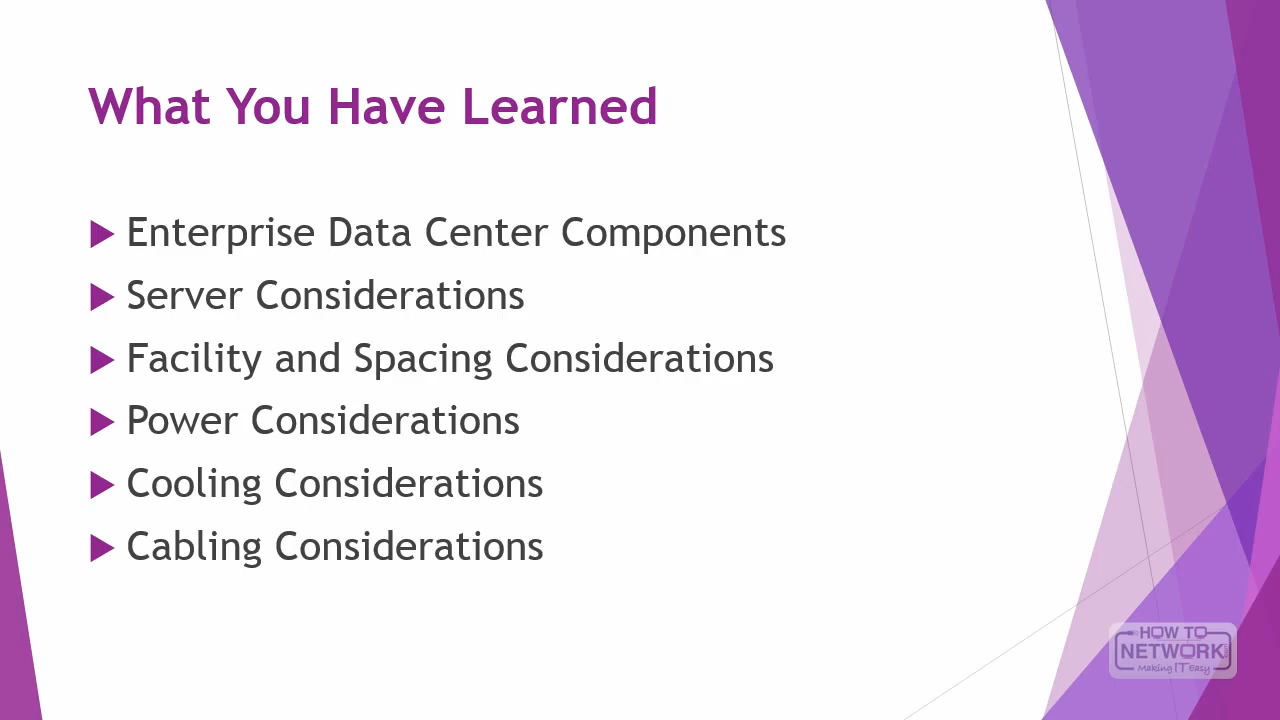 What You Have Learned
Enterprise Data Center Components
Server Considerations
Facility and Spacing Considerations
Power Considerations
Cooling Considerations
Cabling Considerations
HOW TO
NETWORK
Making IT Easy